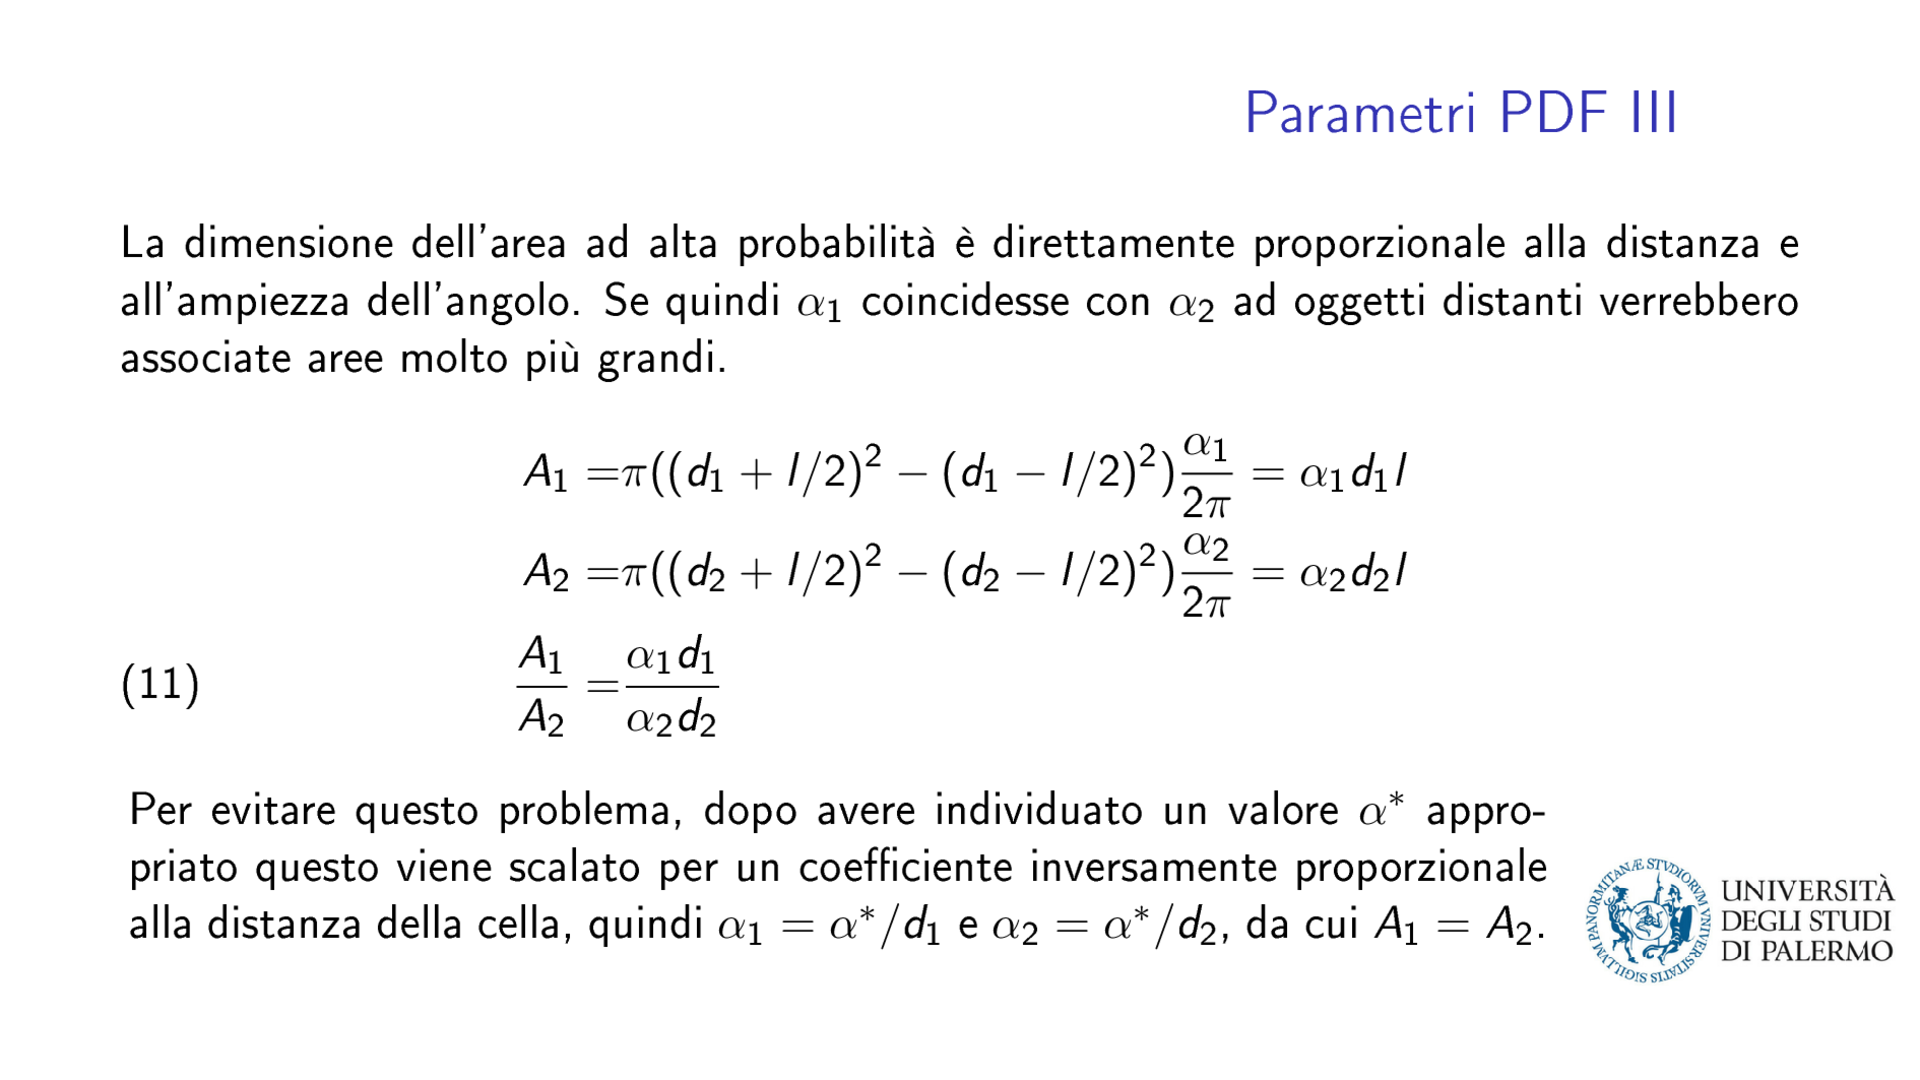 Parametri PDF III
La dimensione dell'area ad alta probabilità è direttamente proporzionale alla distanza e
all'ampiezza dell'angolo. Se quindi α₁ coincidesse con α₂ ad oggetti distanti verrebbero
associate aree molto più grandi.
A₁ =π((d₁ + l/2)² − (d₁ − l/2)²) α₁/2π = α₁d₁l
A₂ =π((d₂ + l/2)² − (d₂ − l/2)²) α₂/2π = α₂d₂l
(11) A₁/A₂ = α₁d₁/α₂d₂
Per evitare questo problema, dopo avere individuato un valore α* appro-
priato questo viene scalato per un coefficiente inversamente proporzionale
alla distanza della cella, quindi α₁ = α*/d₁ e α₂ = α*/d₂, da cui A₁ = A₂.
SIGILLVM PANORMITANÆ STVDIORVM VNIVERSITATIS
UNIVERSITÀ
DEGLI STUDI
DI PALERMO